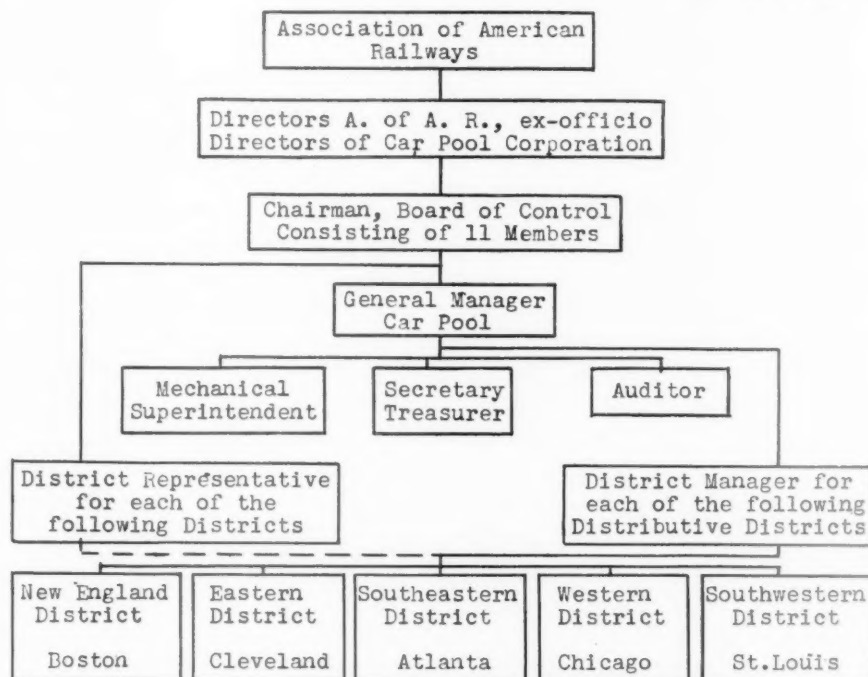 Association of American
Railways
Directors A. of A. R., ex-officio
Directors of Car Pool Corporation
Chairman, Board of Control
Consisting of 11 Members
General Manager
Car Pool
Mechanical
Superintendent
Secretary
Treasurer
Auditor
District Representative
for each of the
following Districts
District Manager for
each of the following
Distributive Districts
New England
District
Boston
Eastern
District
Cleveland
Southeastern
District
Atlanta
Western
District
Chicago
Southwestern
District
St.Louis